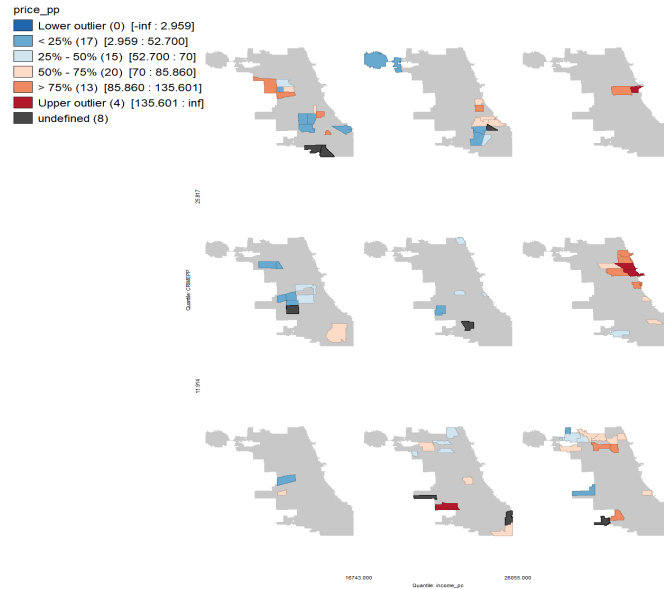 price_pp
Lower outlier (0) [-inf : 2.959]
< 25% (17) [2.959 : 52.700]
25% - 50% (15) [52.700 : 70]
50% - 75% (20) [70 : 85.860]
> 75% (13) [85.860 : 135.601]
Upper outlier (4) [135.601 : inf]
undefined (8)
25.817
Quantile: CRIMEPP
11.914
16743.000
26055.000
Quantile: income_pc